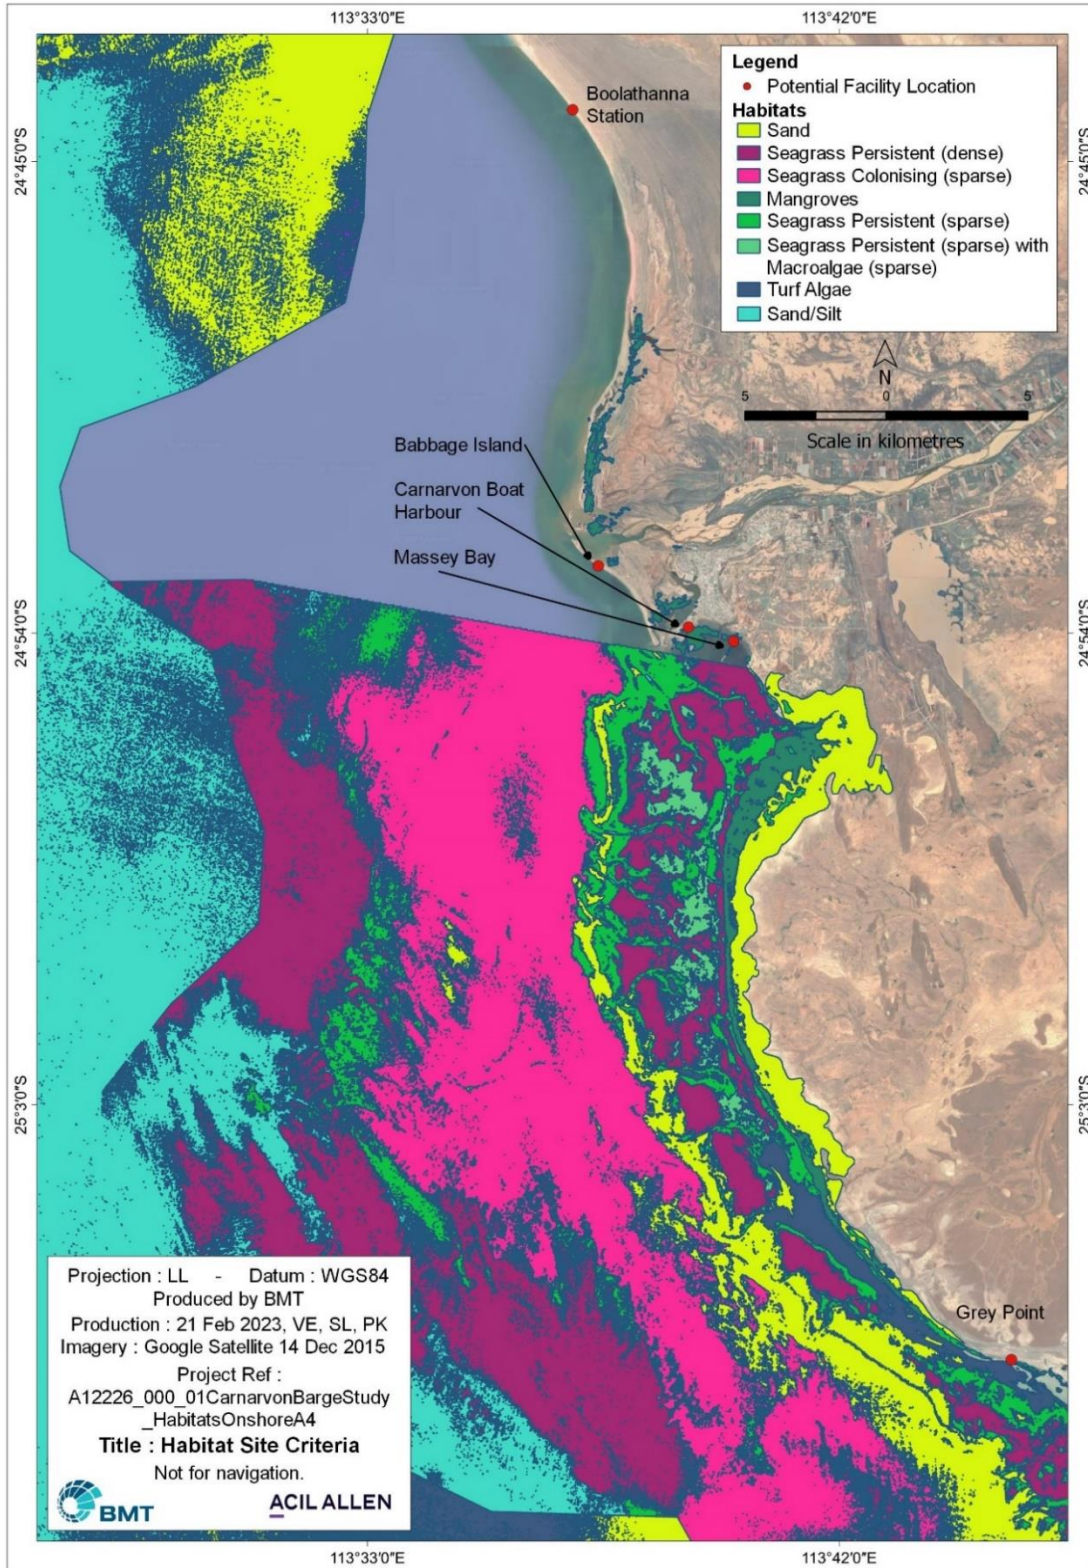 113°33'0"E
113°42'0"E
Legend
Potential Facility Location
Habitats
Sand
Seagrass Persistent (dense)
Seagrass Colonising (sparse)
Mangroves
Seagrass Persistent (sparse)
Seagrass Persistent (sparse) with
Macroalgae (sparse)
Turf Algae
Sand/Silt
Boolathanna
Station
24°45'0"S
24°45'0"S
N
5
0
5
Scale in kilometres
Babbage Island
Carnarvon Boat
Harbour
Massey Bay
24°54'0"S
24°54'0"S
25°3'0"S
25°3'0"S
Grey Point
Projection : LL - Datum : WGS84
Produced by BMT
Production : 21 Feb 2023, VE, SL, PK
Imagery : Google Satellite 14 Dec 2015
Project Ref :
A12226_000_01CarnarvonBargeStudy
_HabitatsOnshoreA4
Title : Habitat Site Criteria
Not for navigation.
BMT
ACIL ALLEN
113°33'0"E
113°42'0"E